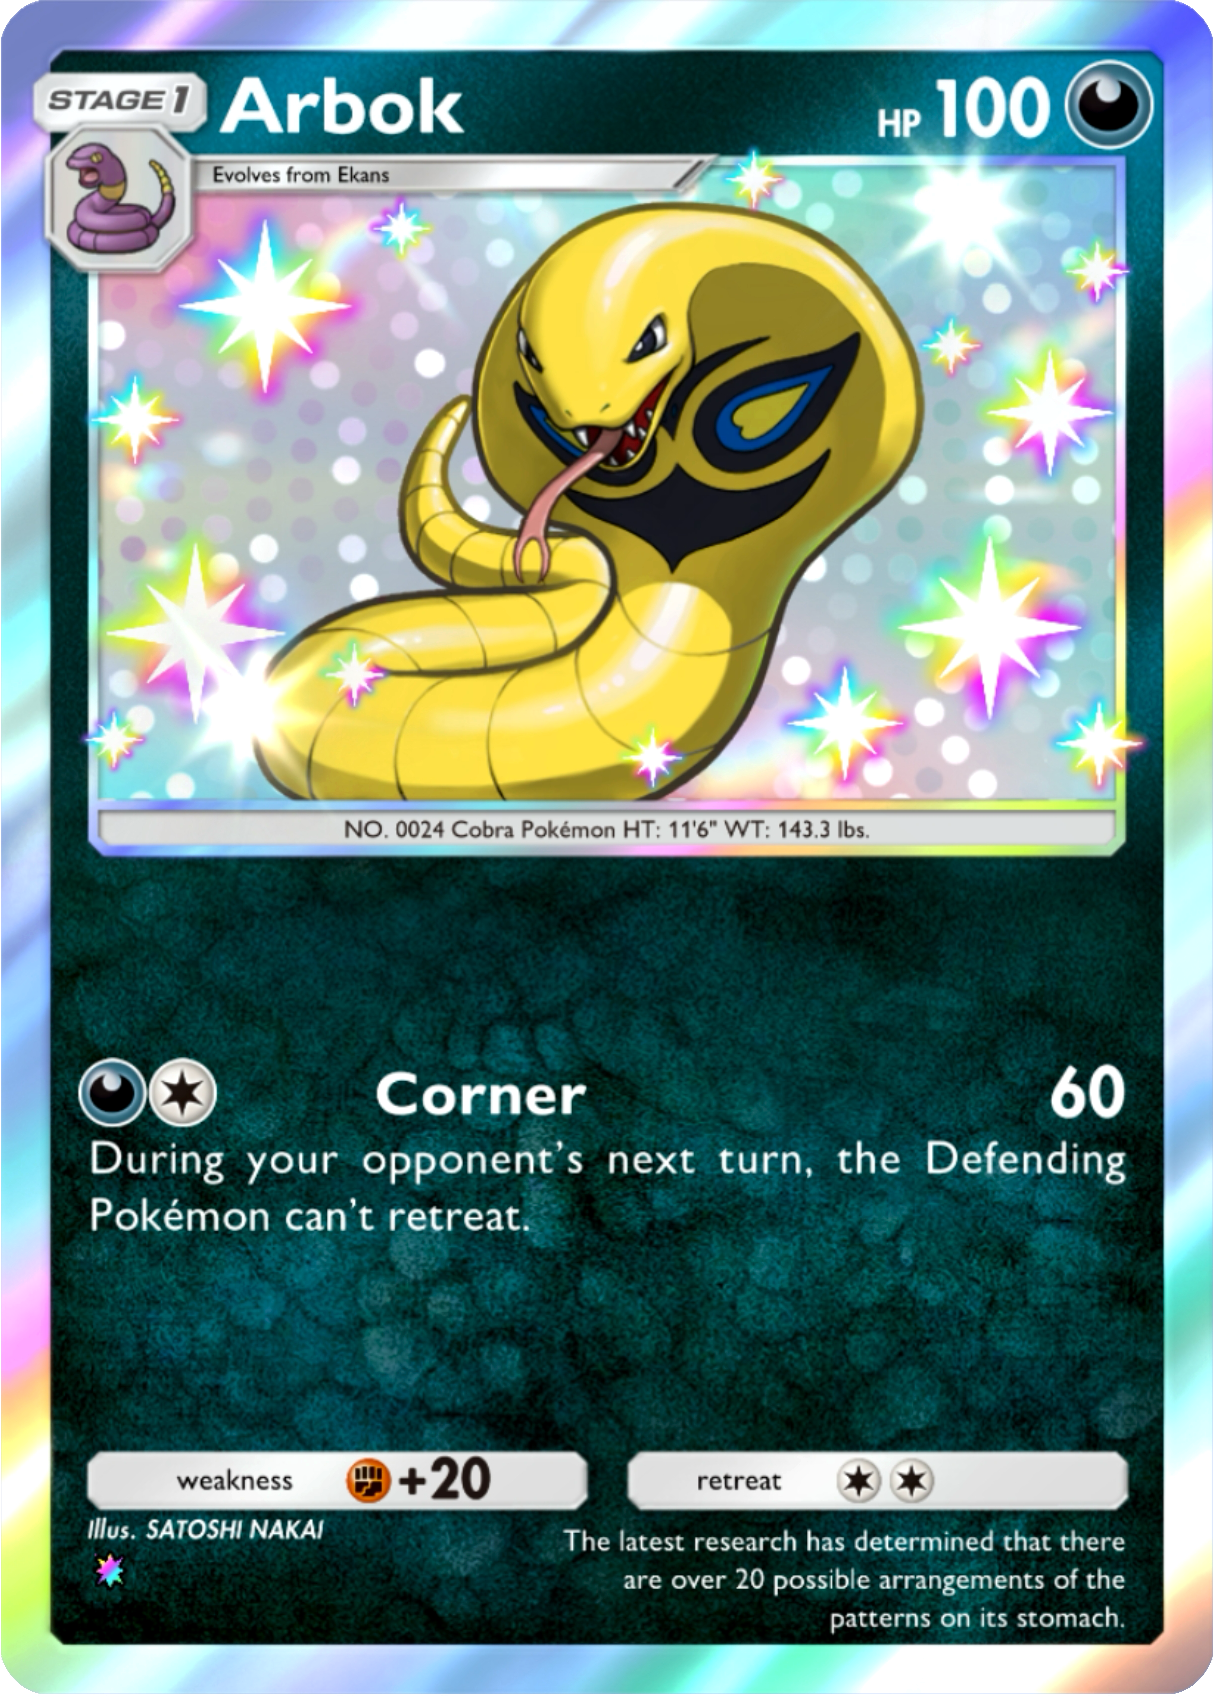 STAGE 1 Arbok HP 100
Evolves from Ekans
NO. 0024 Cobra Pokémon HT: 11'6" WT: 143.3 lbs.
Corner 60
During your opponent's next turn, the Defending
Pokémon can't retreat.
weakness +20 retreat
Illus. SATOSHI NAKAI
The latest research has determined that there
are over 20 possible arrangements of the
patterns on its stomach.